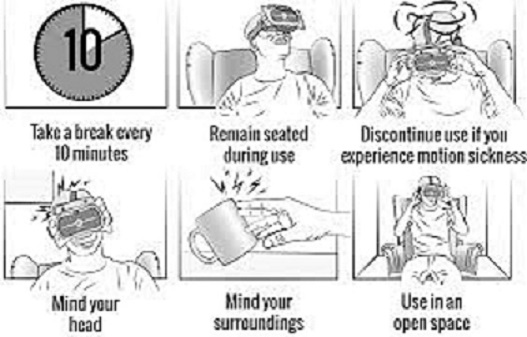 10
Take a break every
10 minutes
Remain seated
during use
Discontinue use if you
experience motion sickness
Mind your
head
Mind your
surroundings
Use in an
open space